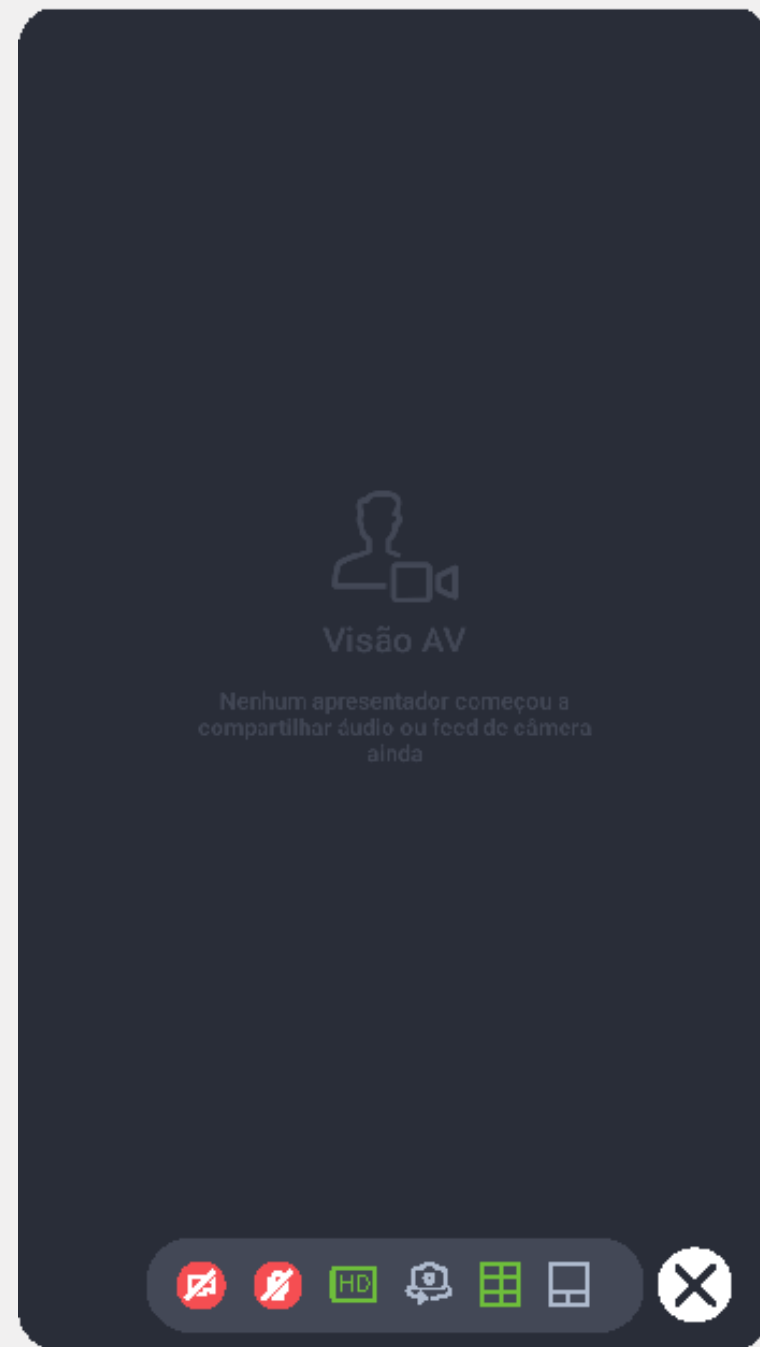 Visão AV
Nenhum apresentador começou a
compartilhar áudio ou feed de câmera
ainda
HD